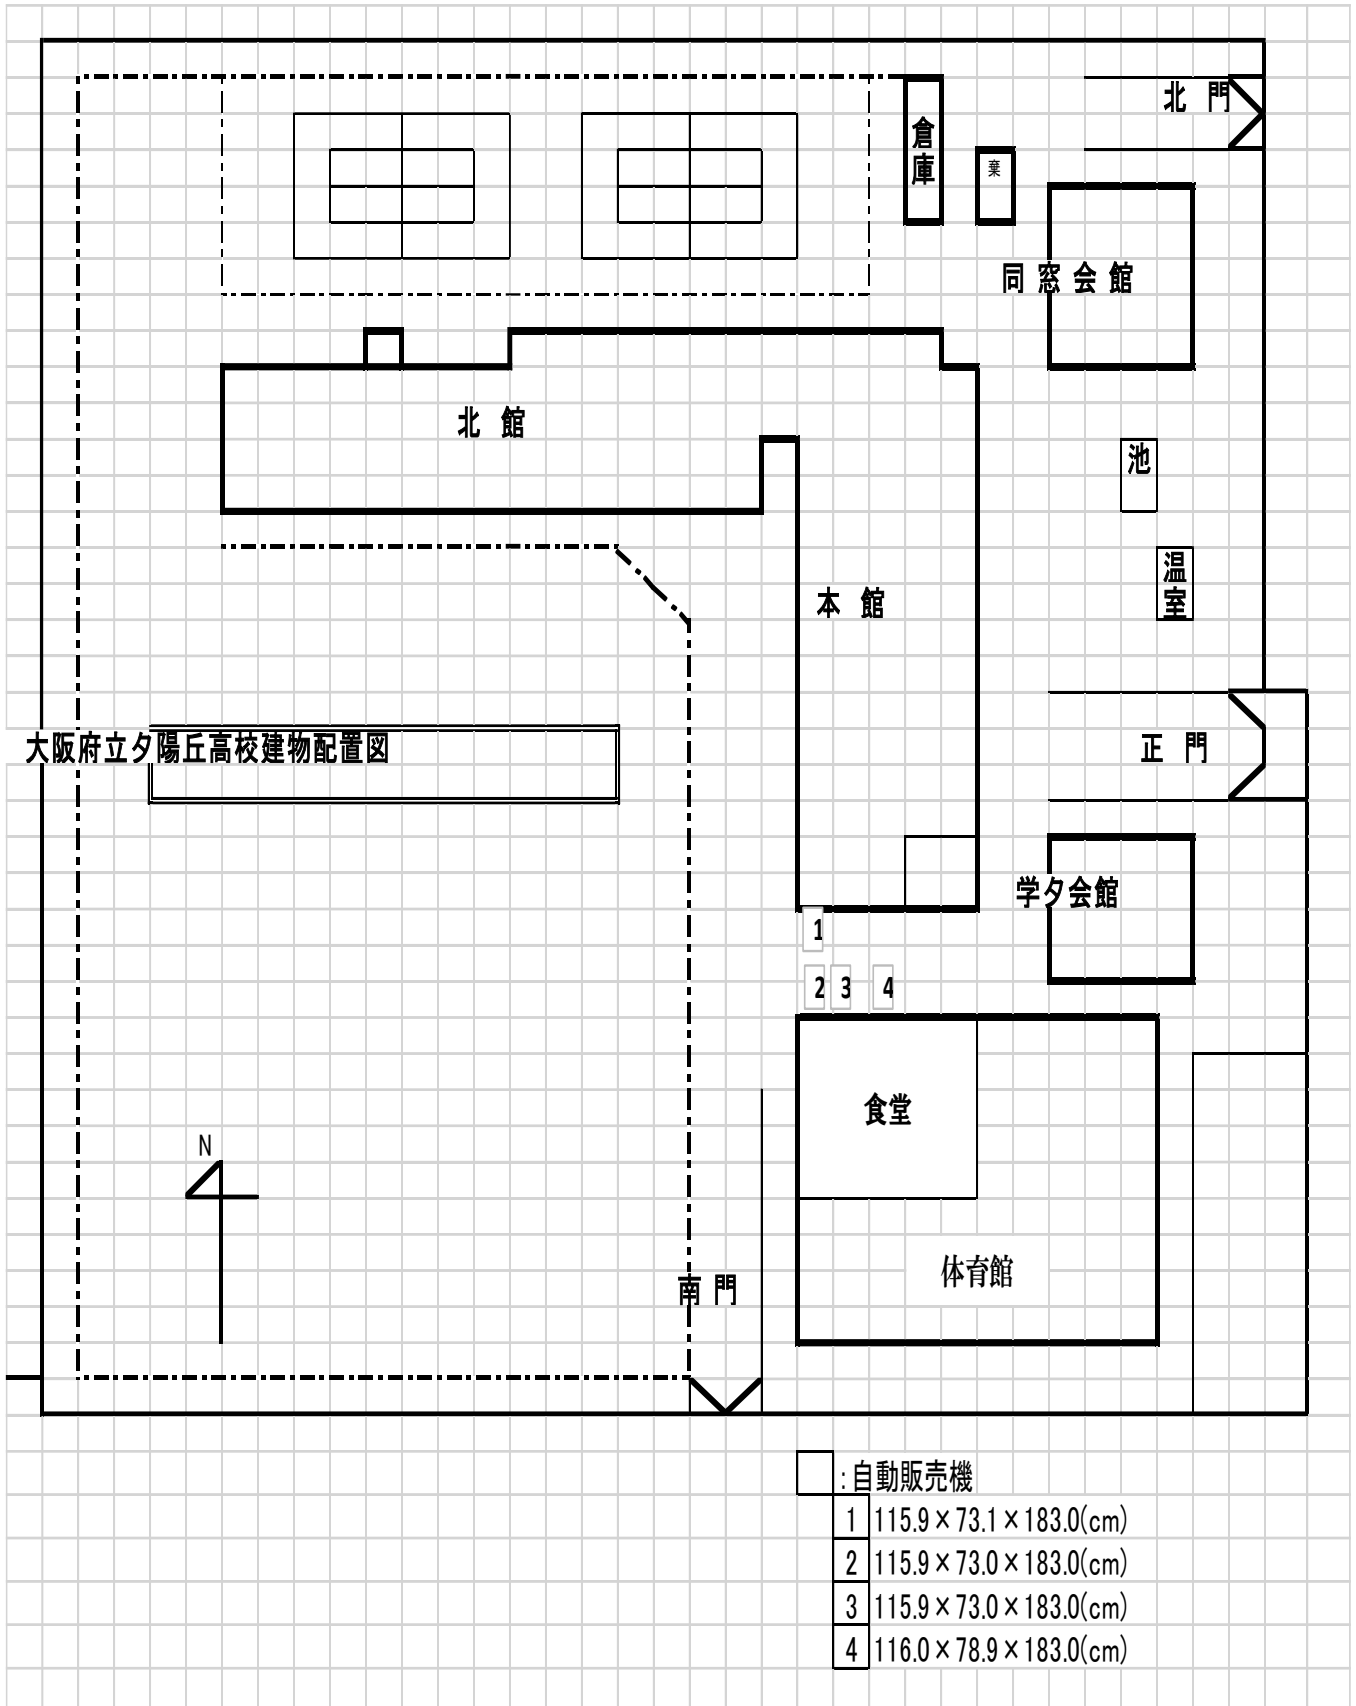 北 門
倉庫
棄
同 窓 会 館
北 館
池
温室
本 館
大阪府立夕陽丘高校建物配置図
正 門
学夕会館
1
2 3 4
食堂
N
体育館
南 門
:自動販売機
1 115.9×73.1×183.0(cm)
2 115.9×73.0×183.0(cm)
3 115.9×73.0×183.0(cm)
4 116.0×78.9×183.0(cm)